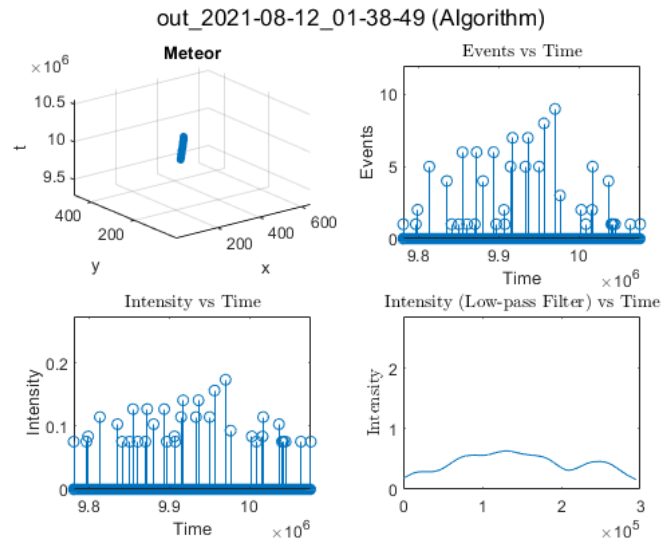 out_2021-08-12_01-38-49 (Algorithm)
Meteor
×10^6
10.5
10
9.5
t
400
200
y
200
400
600
x
Events vs Time
10
5
0
Events
9.8
9.9
10
Time
×10^6
Intensity vs Time
0.2
0.1
0
Intensity
9.8
9.9
10
Time
×10^6
Intensity (Low-pass Filter) vs Time
2
1
0
Intensity
0
1
2
3
×10^5